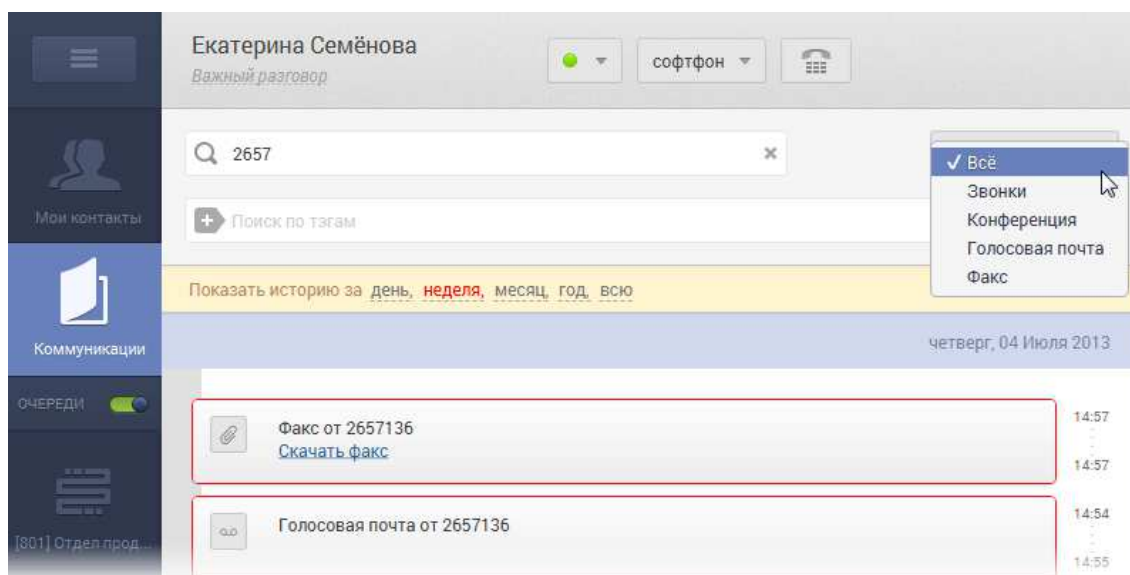 Екатерина Семёнова
Важный разговор
софтфон
2657
Всё
Звонки
Конференция
Голосовая почта
Факс
Мои контакты
Поиск по тэгам
Показать историю за день, неделя, месяц, год, всю
Коммуникации
четверг, 04 Июля 2013
ОЧЕРЕДИ
Факс от 2657136
Скачать факс
14:57
14:57
Голосовая почта от 2657136
14:54
14:55
[801] Отдел прод...